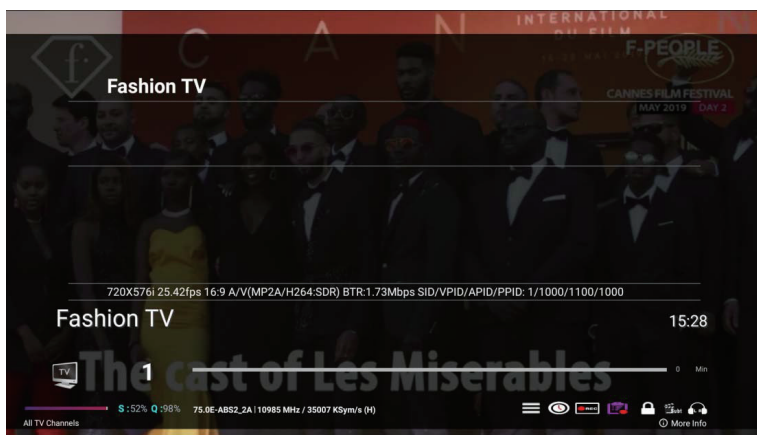 INTERNATIONAL
DU FILM
C A N N
F-PEOPLE
f.
Fashion TV
CANNES FILM FESTIVAL
MAY 2019 DAY 2
720X576i 25.42fps 16:9 A/V(MP2A/H264:SDR) BTR:1.73Mbps SID/VPID/APID/PPID: 1/1000/1100/1000
Fashion TV
15:28
The cast of Les Miserables
TV
1
0 Min
S :52% Q :98% 75.0E-ABS2_2A | 10985 MHz / 35007 KSym/s (H)
REC
All TV Channels
More Info